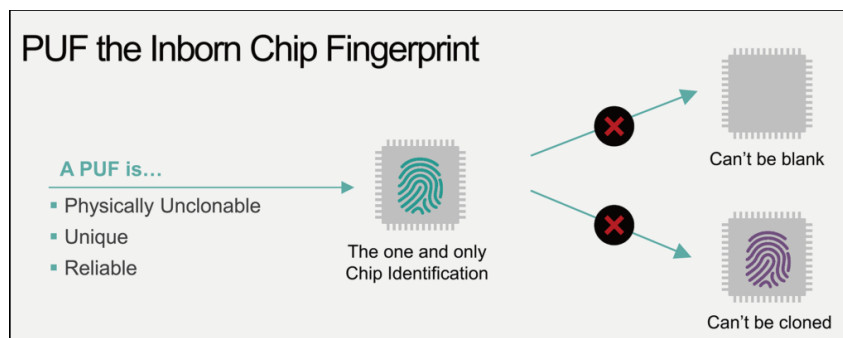 PUF the Inborn Chip Fingerprint
A PUF is...
▪ Physically Unclonable
▪ Unique
▪ Reliable
The one and only
Chip Identification
Can't be blank
Can't be cloned